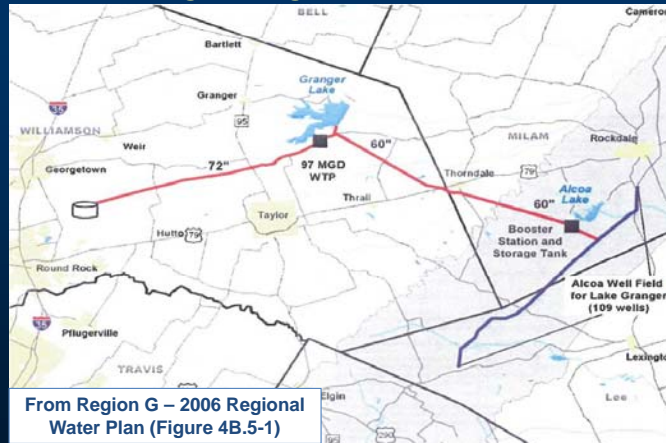 BELL
Cameron
Bartlett
Granger
Lake
Granger
35
95
WILLIAMSON
Weir
60"
MILAM
Rockdale
Georgetown
72"
97 MGD
WTP
Thorndale
79
Thrall
60"
Alcoa
Lake
Taylor
Hutto
79
Booster
Station and
Storage Tank
Round Rock
Alcoa Well Field
for Lake Granger
(109 wells)
35
Pflugerville
Lexington
TRAVIS
Lee
Elgin
95
290
From Region G – 2006 Regional
Water Plan (Figure 4B.5-1)